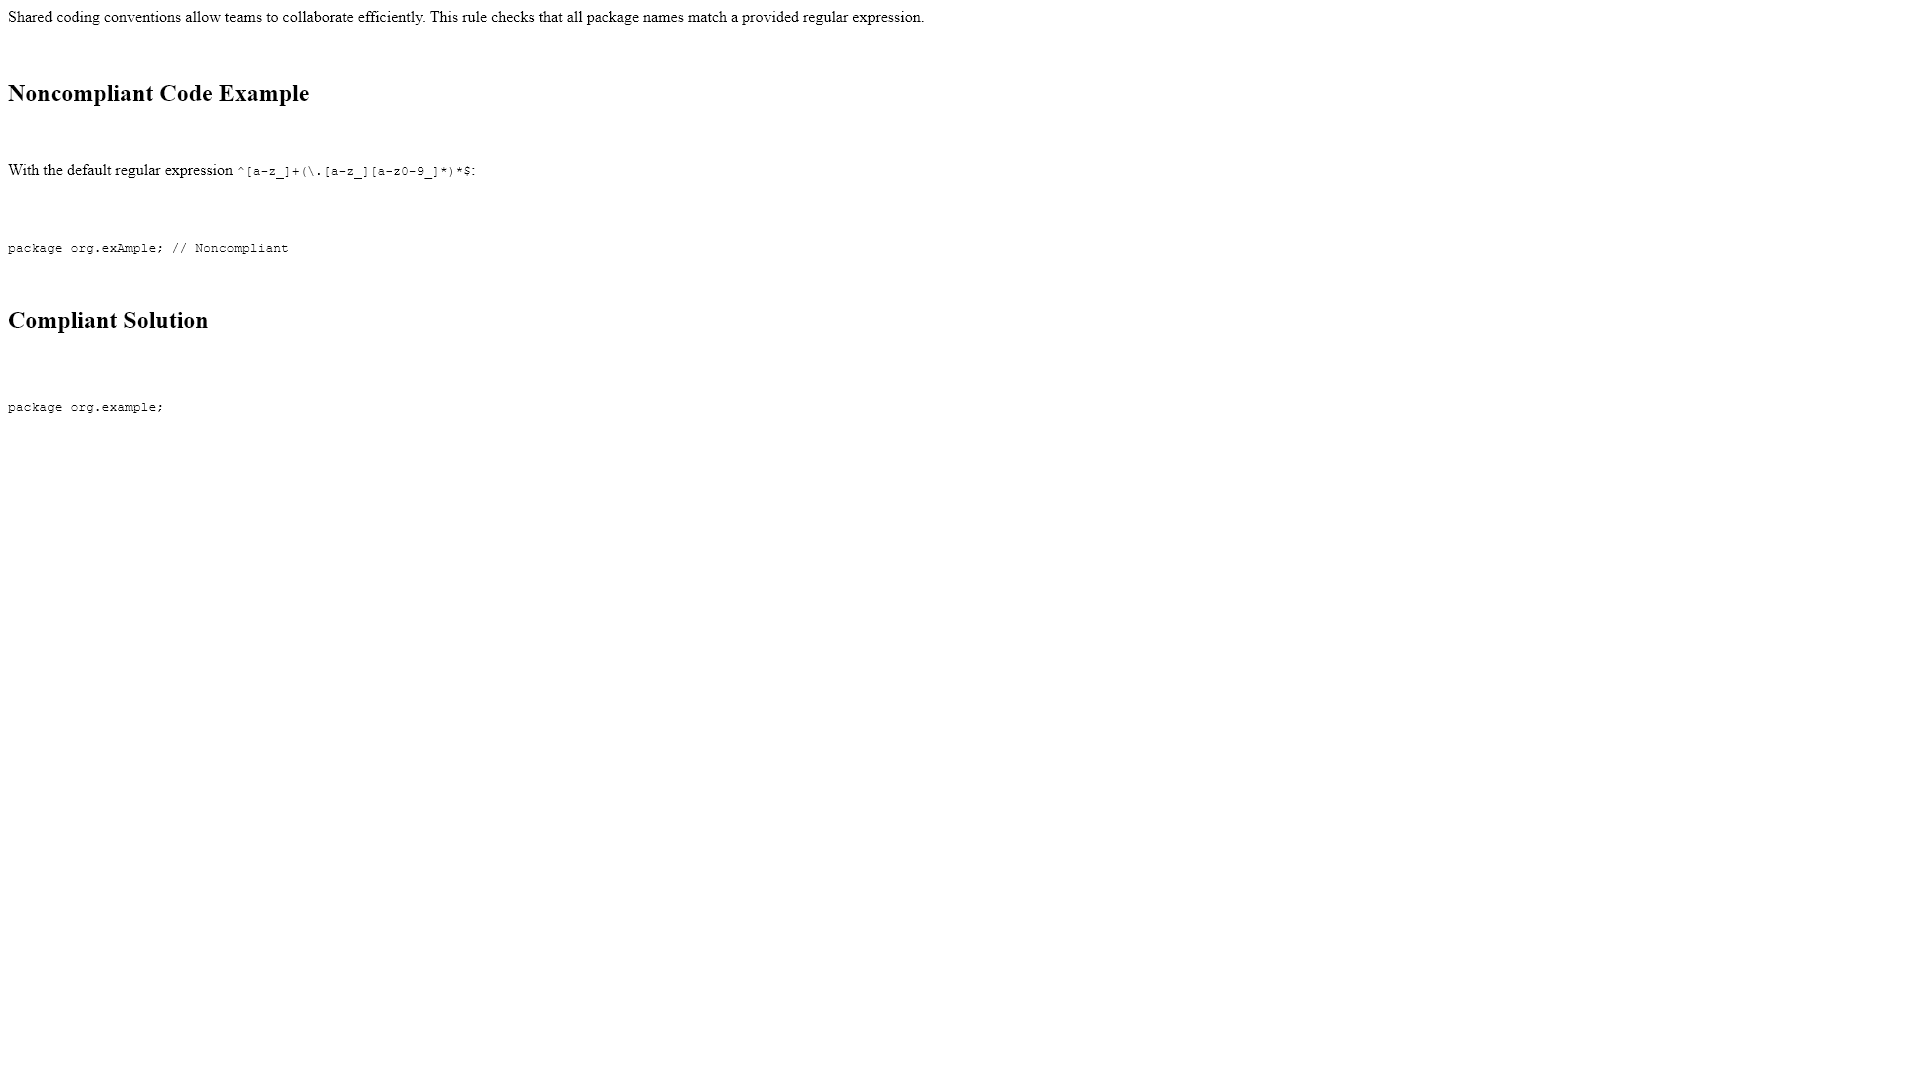 Shared coding conventions allow teams to collaborate efficiently. This rule checks that all package names match a provided regular expression.
Noncompliant Code Example
With the default regular expression ^[a-z_]+(\.[a-z_][a-z0-9_]*)*$:
package org.exAmple; // Noncompliant
Compliant Solution
package org.example;